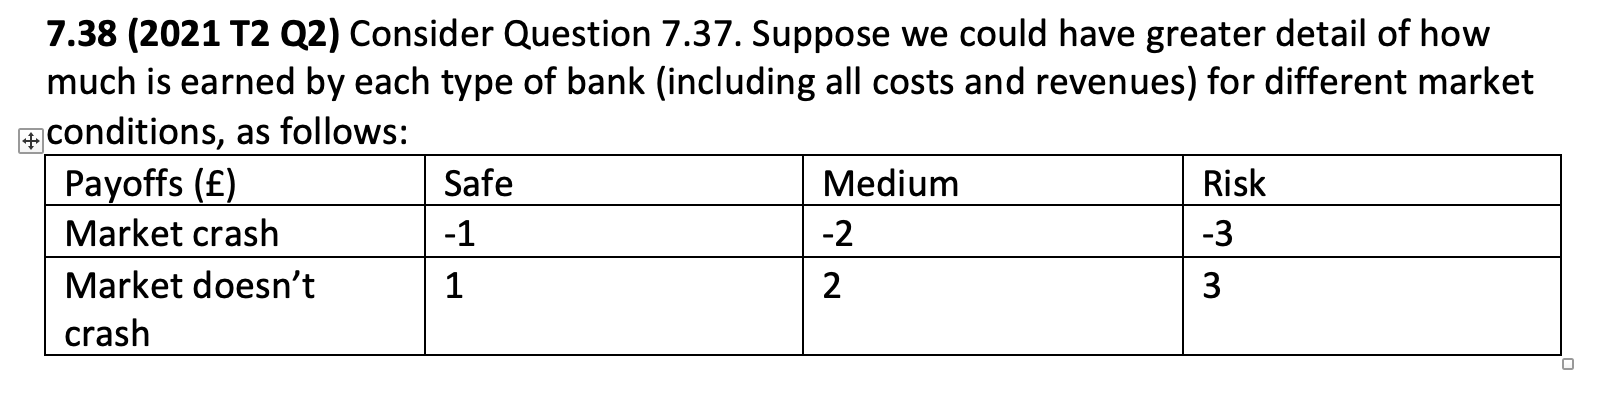 7.38 (2021 T2 Q2) Consider Question 7.37. Suppose we could have greater detail of how
much is earned by each type of bank (including all costs and revenues) for different market
conditions, as follows:
Payoffs (£) Safe Medium Risk
Market crash -1 -2 -3
Market doesn’t 1 2 3
crash